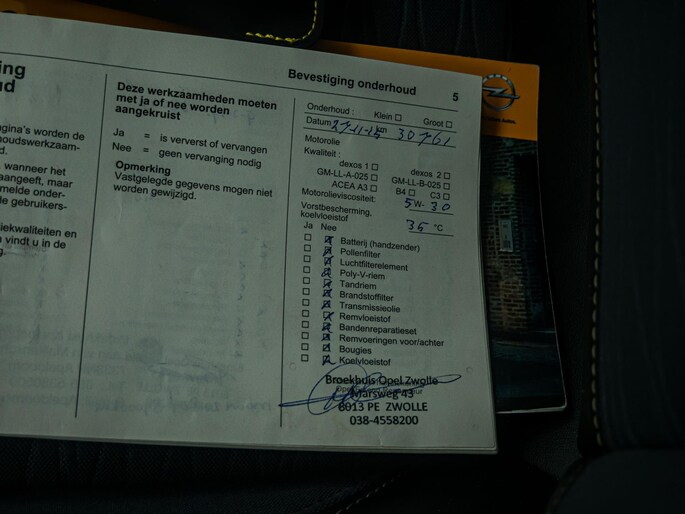 ing
ud
gina's worden de
houdswerkzaam-
d.
wanneer het
aangeeft, maar
melde onder-
de gebruikers-
iekwaliteiten en
vindt u in de
g.
Deze werkzaamheden moeten
met ja of nee worden
aangekruist
Ja = is ververst of vervangen
Nee = geen vervanging nodig
Opmerking
Vastgelegde gegevens mogen niet
worden gewijzigd.
Bevestiging onderhoud 5
Onderhoud : Klein Groot
Datum km 30761
Motorolie
Kwaliteit :
dexos 1 dexos 2
GM-LL-A-025 GM-LL-B-025
ACEA A3 B4 C3
Motorolieviscositeit: 5W-30
Vorstbescherming,
koelvloeistof 35 °C
Ja Nee
Batterij (handzender)
Pollenfilter
Luchtfilterelement
Poly-V-riem
Tandriem
Brandstoffilter
Transmissieolie
Remvloeistof
Bandenreparatieset
Remvoeringen voor/achter
Bougies
Koelvloeistof
Broekhuis Opel Zwolle
Marsweg 43
8013 PE ZWOLLE
038-4558200